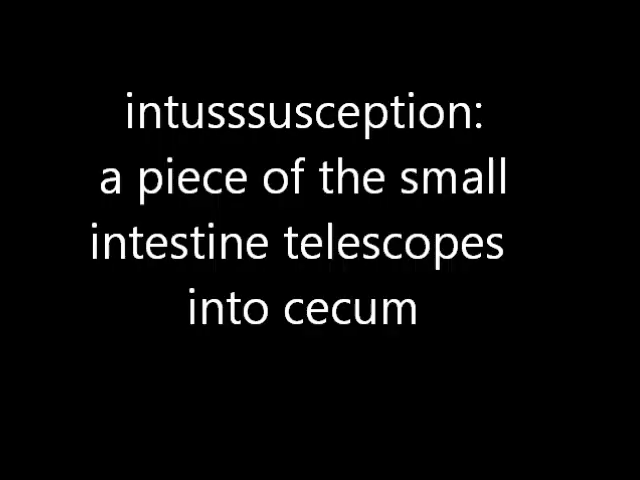 intusssusception:
a piece of the small
intestine telescopes
into cecum